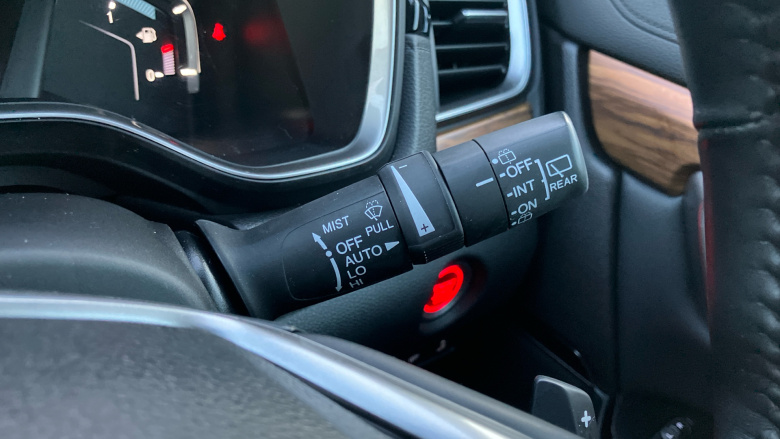 MIST
PULL
OFF
AUTO
LO
HI
−
+
OFF
INT
ON
REAR
+